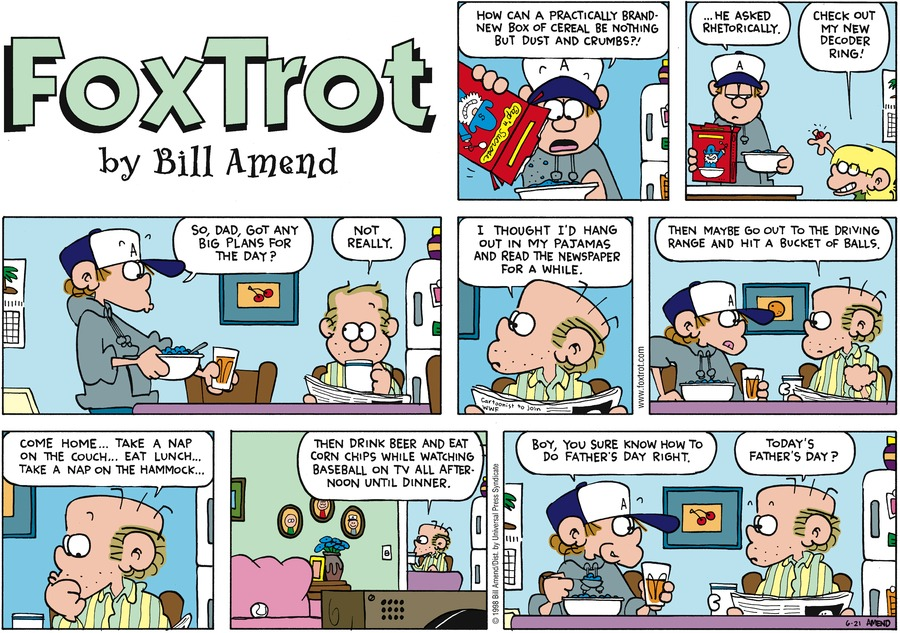 FoxTrot
by Bill Amend
HOW CAN A PRACTICALLY BRAND-
NEW BOX OF CEREAL BE NOTHING
BUT DUST AND CRUMBS?!
A
...HE ASKED
RHETORICALLY.
CHECK OUT
MY NEW
DECODER
RING!
A
SO, DAD, GOT ANY
BIG PLANS FOR
THE DAY?
NOT
REALLY.
A
I THOUGHT I'D HANG
OUT IN MY PAJAMAS
AND READ THE NEWSPAPER
FOR A WHILE.
Cartoonist to join
WWF
www.foxtrot.com
THEN MAYBE GO OUT TO THE DRIVING
RANGE AND HIT A BUCKET OF BALLS.
A
COME HOME... TAKE A NAP
ON THE COUCH... EAT LUNCH...
TAKE A NAP ON THE HAMMOCK...
THEN DRINK BEER AND EAT
CORN CHIPS WHILE WATCHING
BASEBALL ON TV ALL AFTER-
NOON UNTIL DINNER.
© 1998 Bill Amend/Dist. by Universal Press Syndicate
BOY, YOU SURE KNOW HOW TO
DO FATHER'S DAY RIGHT.
TODAY'S
FATHER'S DAY?
A
6-21 AMEND